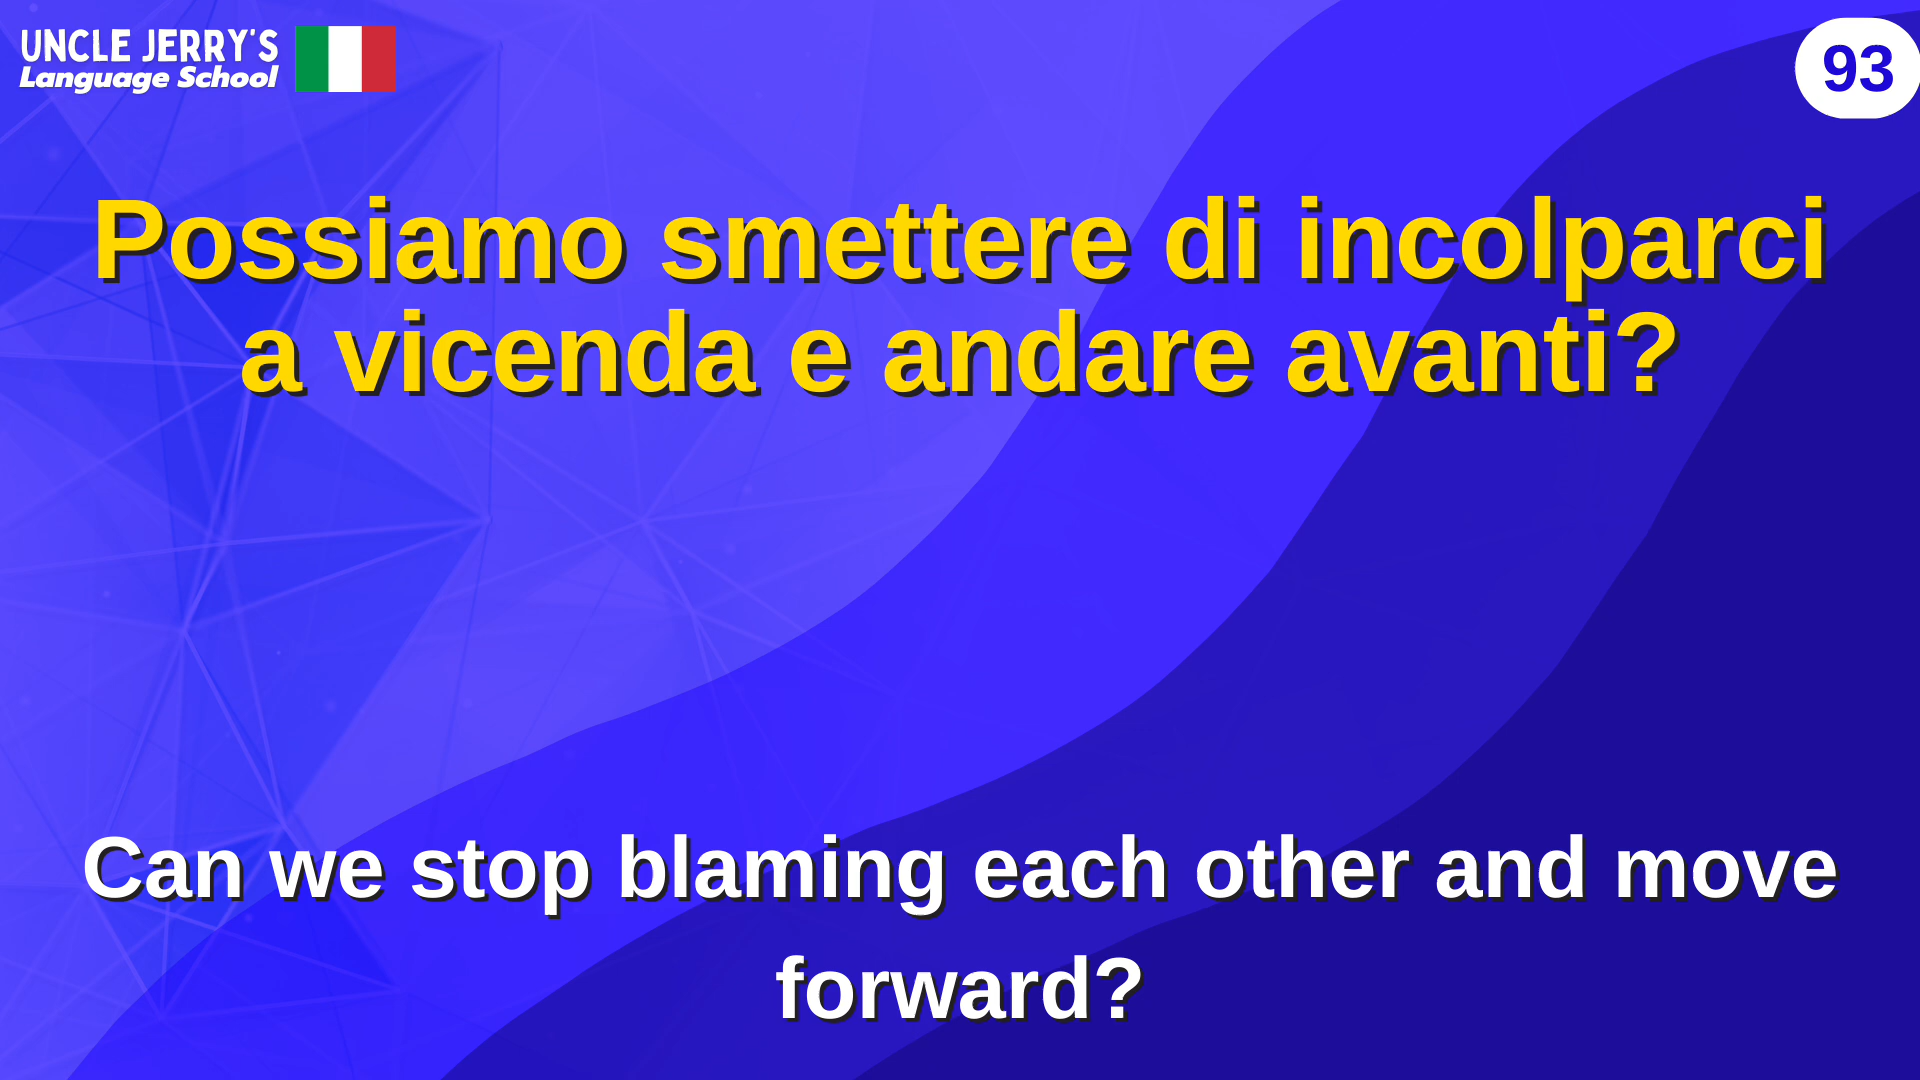 UNCLE JERRY'S
Language School
93
Possiamo smettere di incolparci
a vicenda e andare avanti?
Can we stop blaming each other and move
forward?